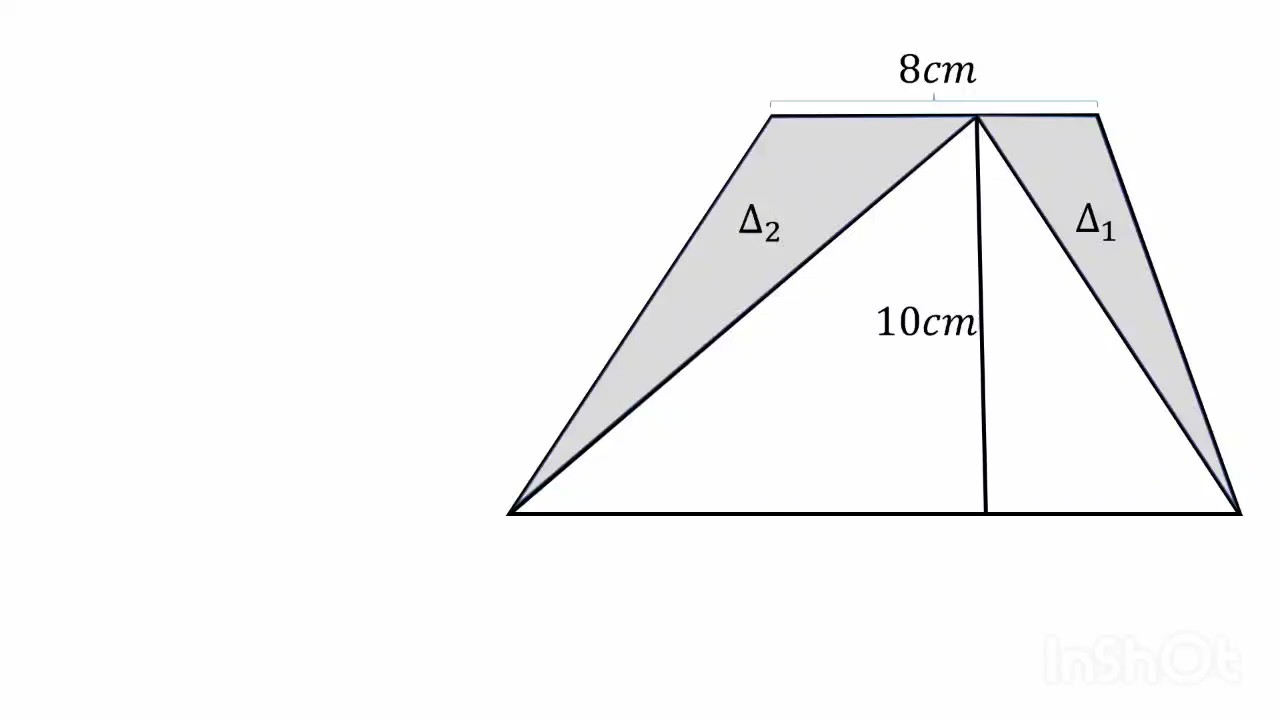 8cm
Δ₂
Δ₁
10cm
InShOt